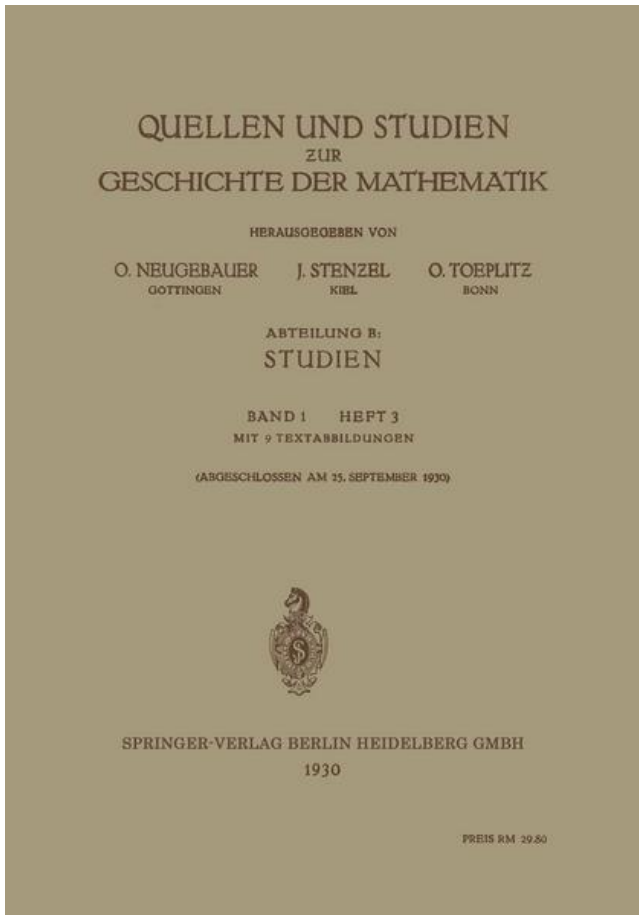 QUELLEN UND STUDIEN
ZUR
GESCHICHTE DER MATHEMATIK
HERAUSGEGEBEN VON
O. NEUGEBAUER J. STENZEL O. TOEPLITZ
GÖTTINGEN KIEL BONN
ABTEILUNG B:
STUDIEN
BAND 1 HEFT 3
MIT 9 TEXTABBILDUNGEN
(ABGESCHLOSSEN AM 25. SEPTEMBER 1930)
SPRINGER-VERLAG BERLIN HEIDELBERG GMBH
1930
PREIS RM 29.80